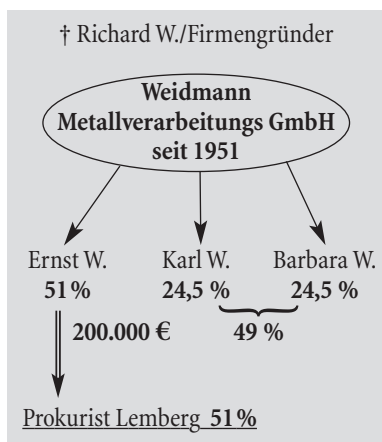 † Richard W./Firmengründer
Weidmann
Metallverarbeitungs GmbH
seit 1951
Ernst W. Karl W. Barbara W.
51% 24,5 % 24,5 %
200.000 € 49 %
Prokurist Lemberg 51%